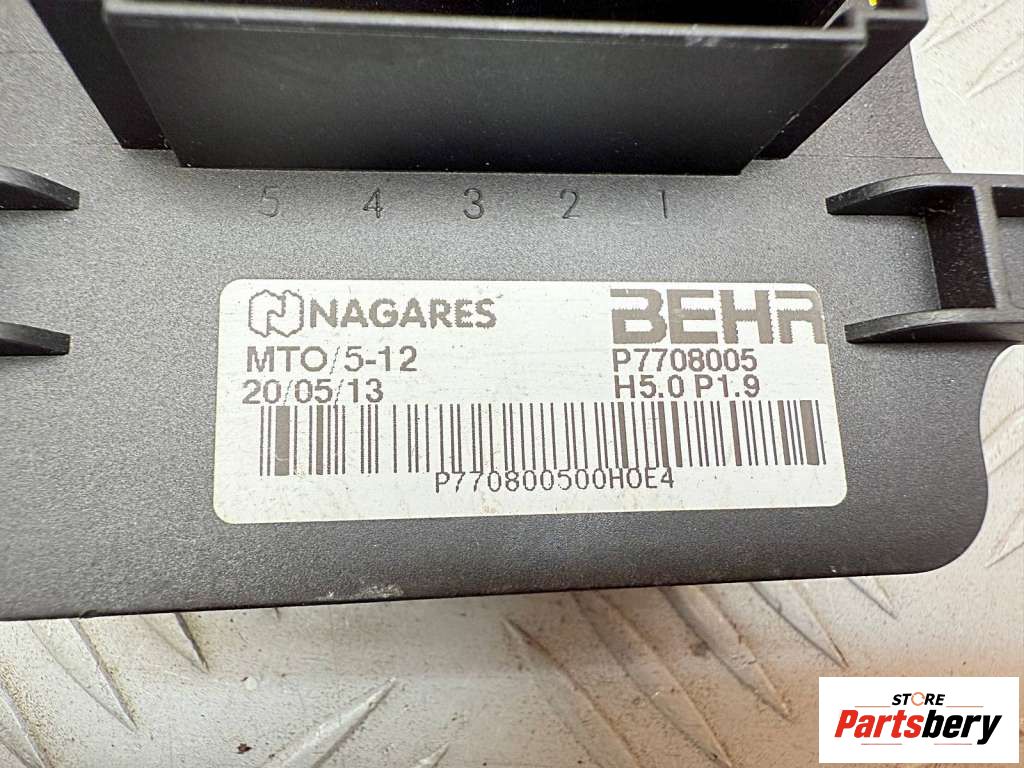 5 4 3 2 1
NAGARES BEHR
MTO/5-12 P7708005
20/05/13 H5.0 P1.9
P770800500H0E4
STORE
Partsbery